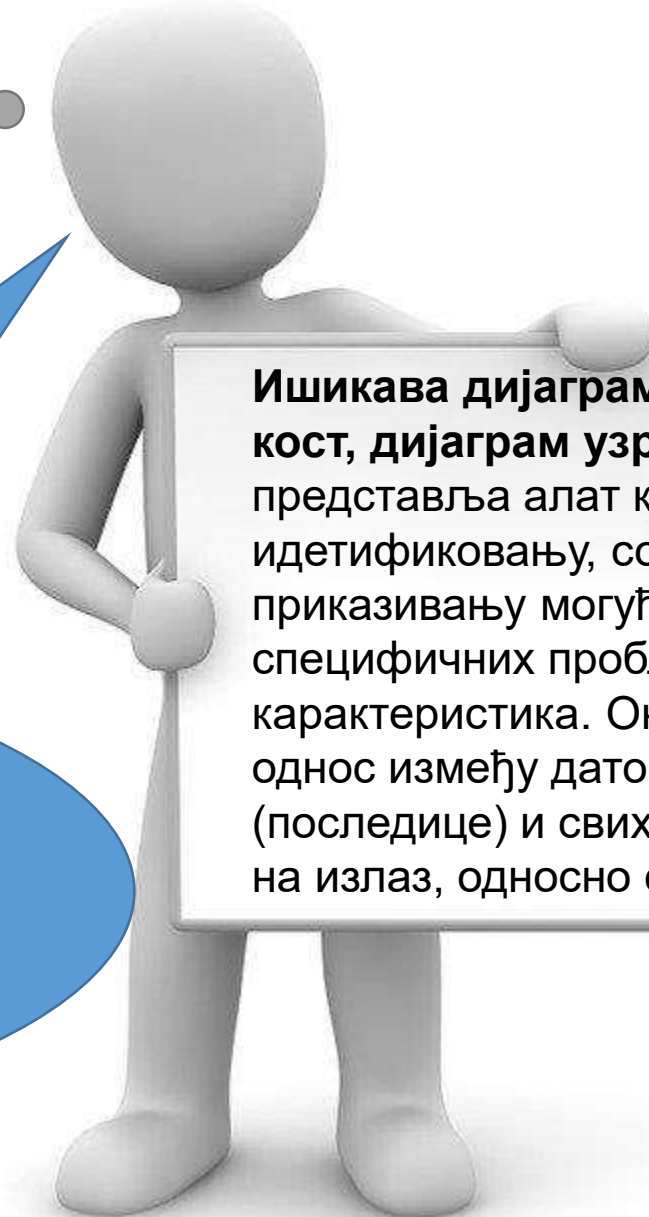 Ишикава дијаграм
кост, дијаграм узр
представља алат к
идетификовању, со
приказивању могућ
специфичних проб
карактеристика. Он
однос између дато
(последице) и свих
на излаз, односно